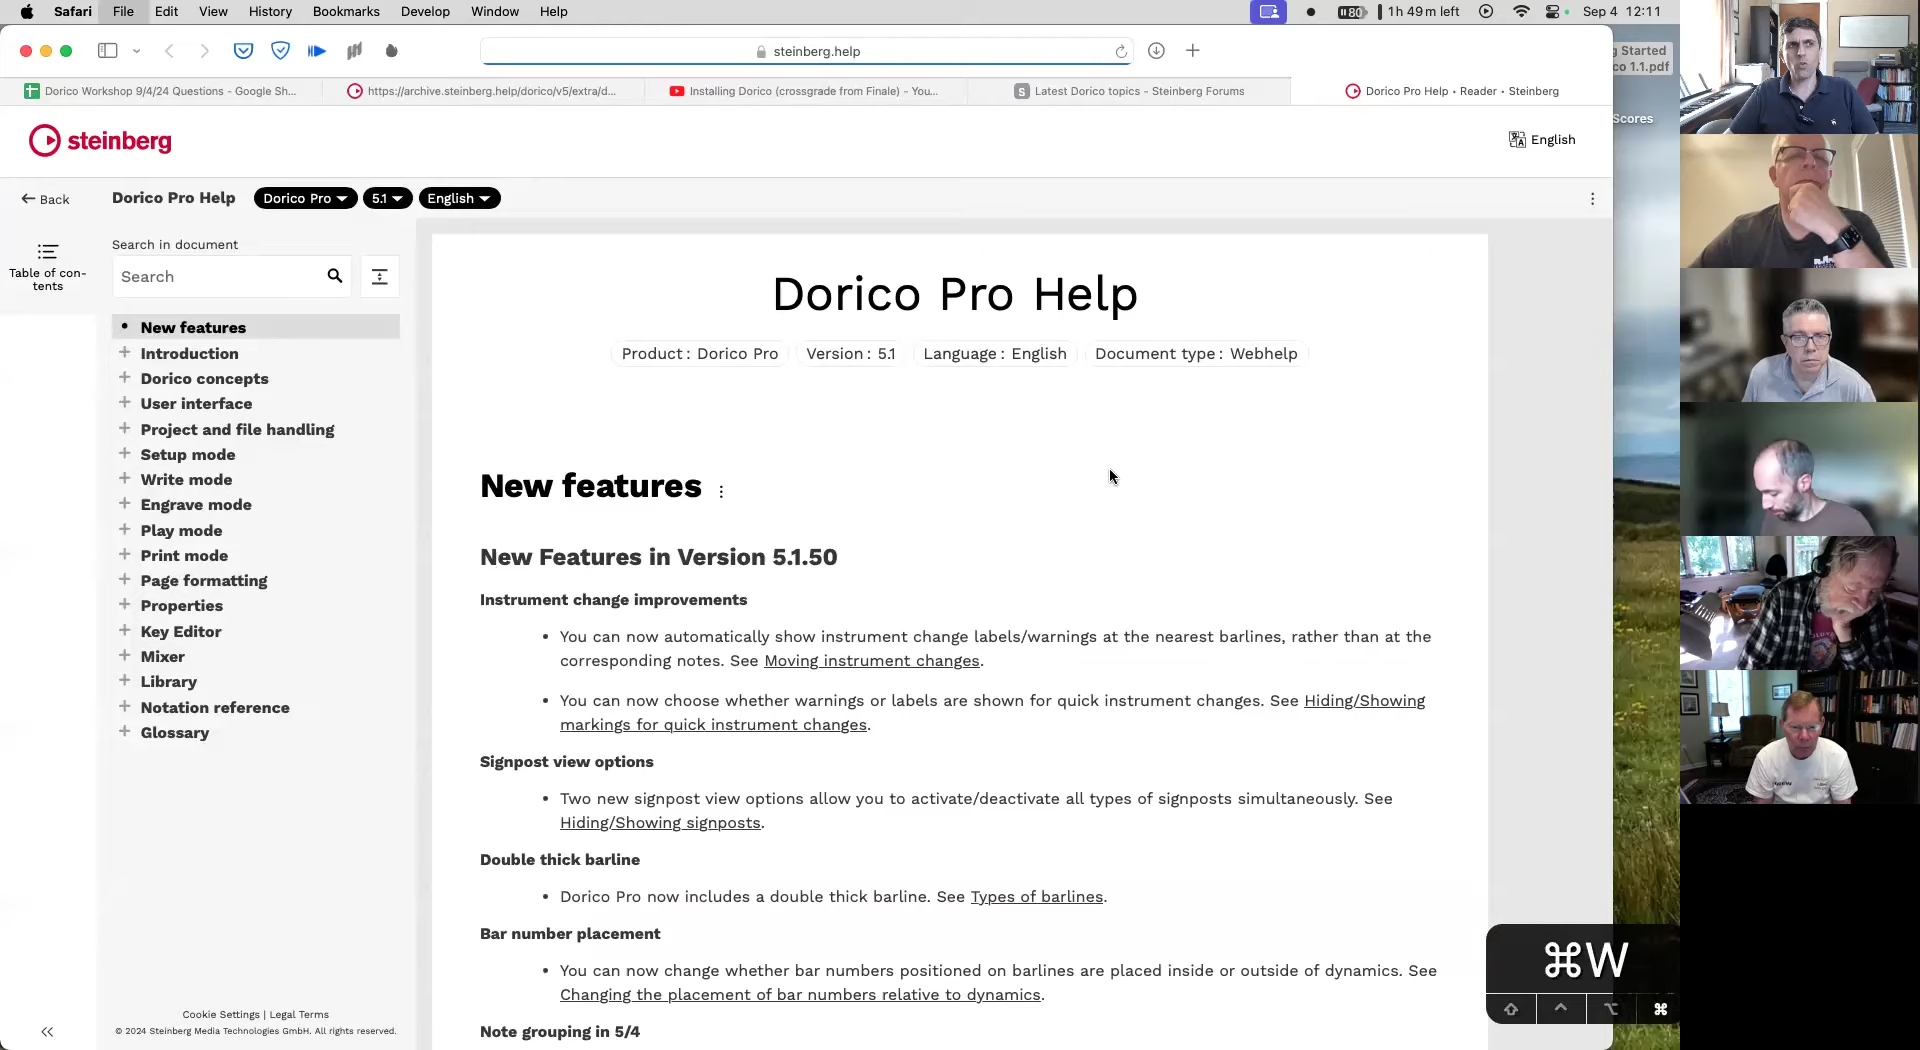 Safari File Edit View History Bookmarks Develop Window Help
80 1h 49m left Sep 4 12:11
steinberg.help
Dorico Workshop 9/4/24 Questions - Google Sh...
https://archive.steinberg.help/dorico/v5/extra/d...
Installing Dorico (crossgrade from Finale) - You...
S Latest Dorico topics - Steinberg Forums
Dorico Pro Help • Reader • Steinberg
g Started
co 1.1.pdf
Scores
steinberg
English
Back
Dorico Pro Help
Dorico Pro
5.1
English
Table of con-
tents
Search in document
Search
New features
Introduction
Dorico concepts
User interface
Project and file handling
Setup mode
Write mode
Engrave mode
Play mode
Print mode
Page formatting
Properties
Key Editor
Mixer
Library
Notation reference
Glossary
Cookie Settings | Legal Terms
© 2024 Steinberg Media Technologies GmbH. All rights reserved.
Dorico Pro Help
Product: Dorico Pro
Version: 5.1
Language: English
Document type: Webhelp
New features
New Features in Version 5.1.50
Instrument change improvements
• You can now automatically show instrument change labels/warnings at the nearest barlines, rather than at the
corresponding notes. See Moving instrument changes.
• You can now choose whether warnings or labels are shown for quick instrument changes. See Hiding/Showing
markings for quick instrument changes.
Signpost view options
• Two new signpost view options allow you to activate/deactivate all types of signposts simultaneously. See
Hiding/Showing signposts.
Double thick barline
• Dorico Pro now includes a double thick barline. See Types of barlines.
Bar number placement
• You can now change whether bar numbers positioned on barlines are placed inside or outside of dynamics. See
Changing the placement of bar numbers relative to dynamics.
Note grouping in 5/4
⌘W
⇧ ⌃ ⌥ ⌘